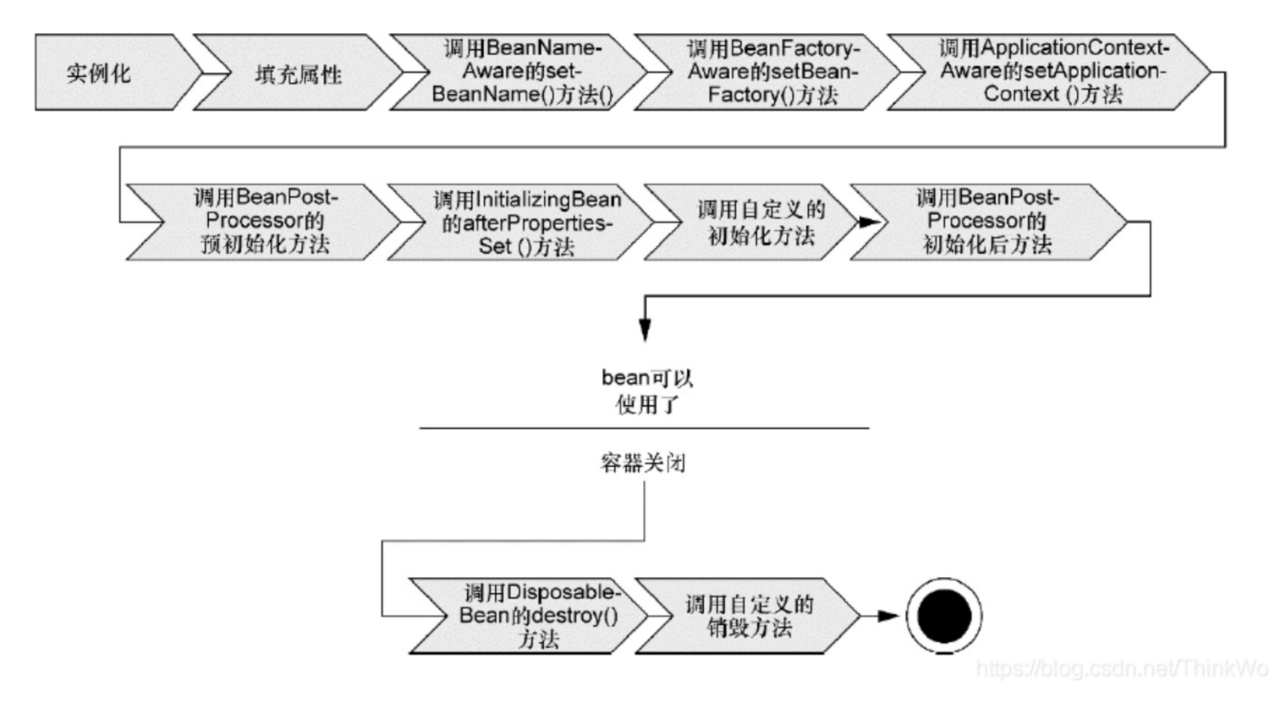 实例化
填充属性
调用BeanName-
Aware的set-
BeanName()方法()
调用BeanFactory-
Aware的setBean-
Factory()方法
调用ApplicationContext-
Aware的setApplication-
Context ()方法
调用BeanPost-
Processor的
预初始化方法
调用InitializingBean
的afterProperties-
Set ()方法
调用自定义的
初始化方法
调用BeanPost-
Processor的
初始化后方法
bean可以
使用了
容器关闭
调用Disposable-
Bean的destroy()
方法
调用自定义的
销毁方法
https://blog.csdn.net/ThinkWo